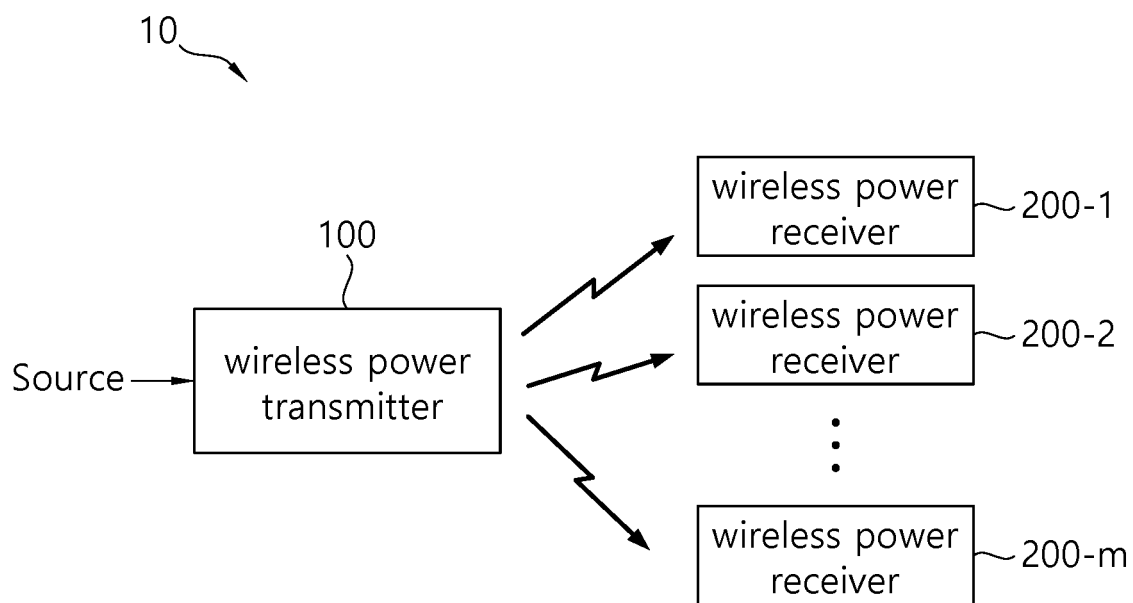 10
100
Source
wireless power
transmitter
wireless power
receiver
200-1
wireless power
receiver
200-2
wireless power
receiver
200-m